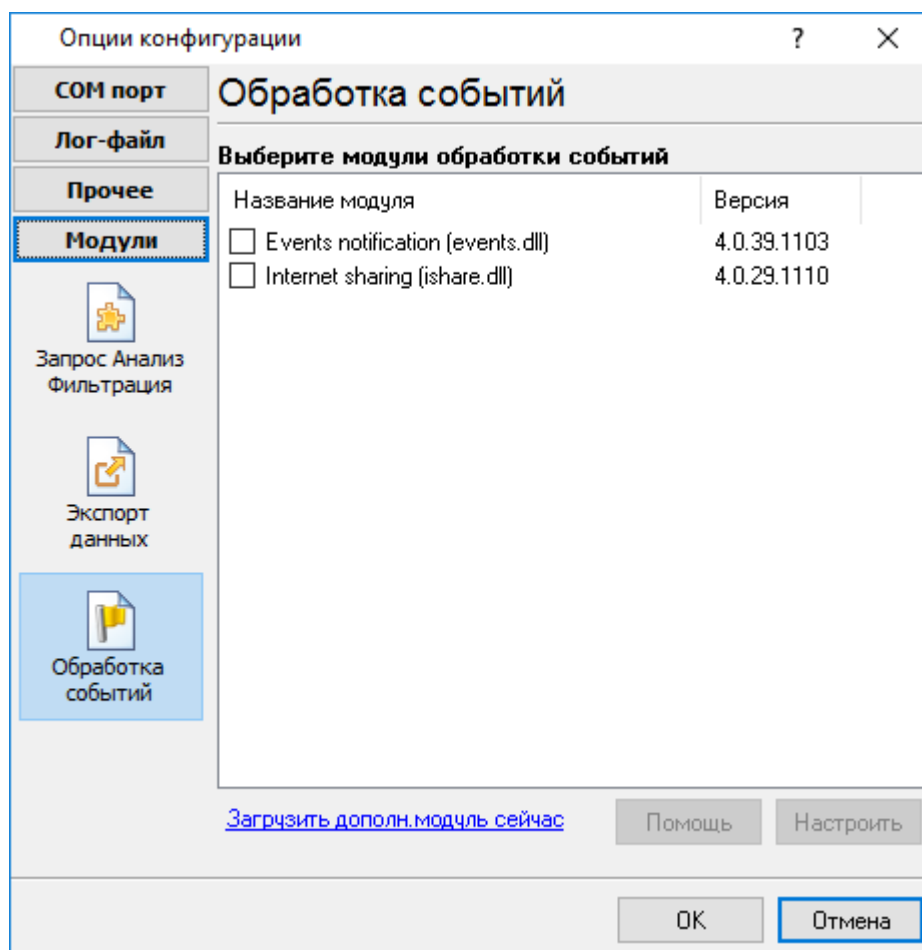 Опции конфигурации
COM порт
Лог-файл
Прочее
Модули
Запрос Анализ
Фильтрация
Экспорт
данных
Обработка
событий
Обработка событий
Выберите модули обработки событий
Название модуля Версия
Events notification (events.dll) 4.0.39.1103
Internet sharing (ishare.dll) 4.0.29.1110
Загрузить дополн.модуль сейчас Помощь Настроить
OK Отмена